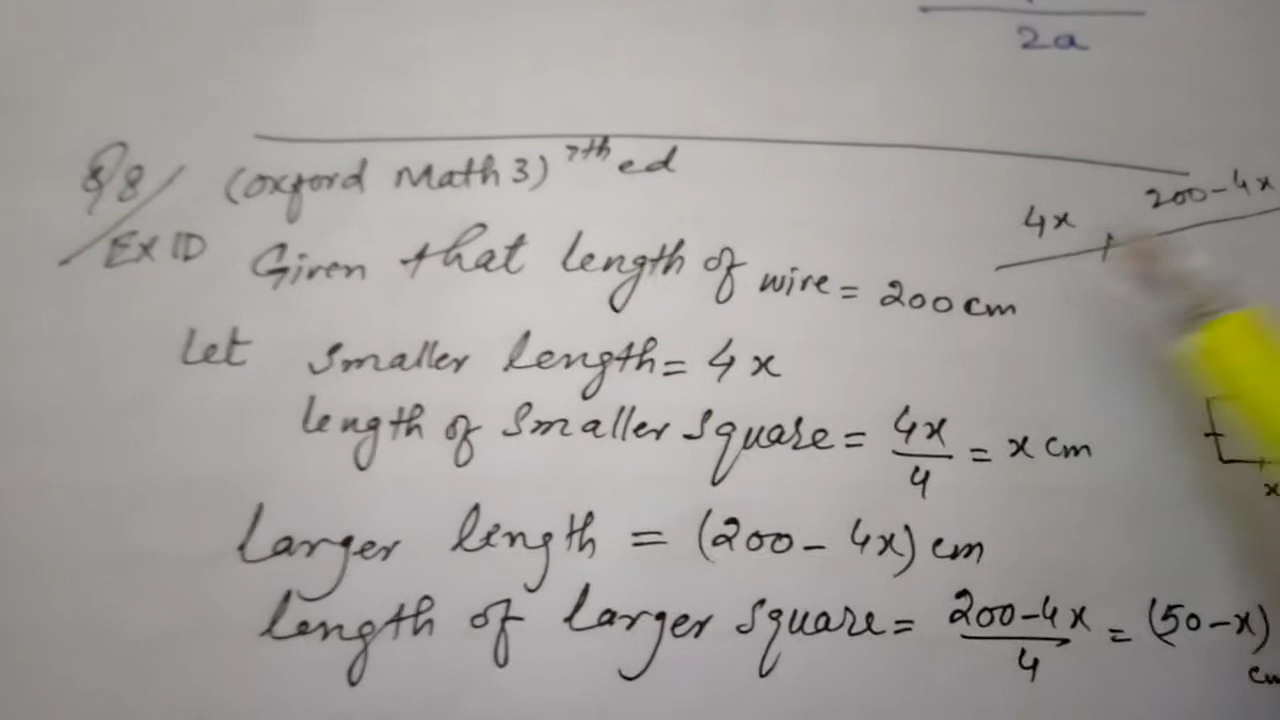 2a
Q8/ (Oxford Math 3) 7th ed
EX 1D Given that length of wire = 200 cm
4x 200-4x
Let Smaller length = 4x
length of Smaller Square = 4x/4 = x cm
x
Larger length = (200 - 4x) cm
length of larger square = 200-4x/4 = (50-x)
cm